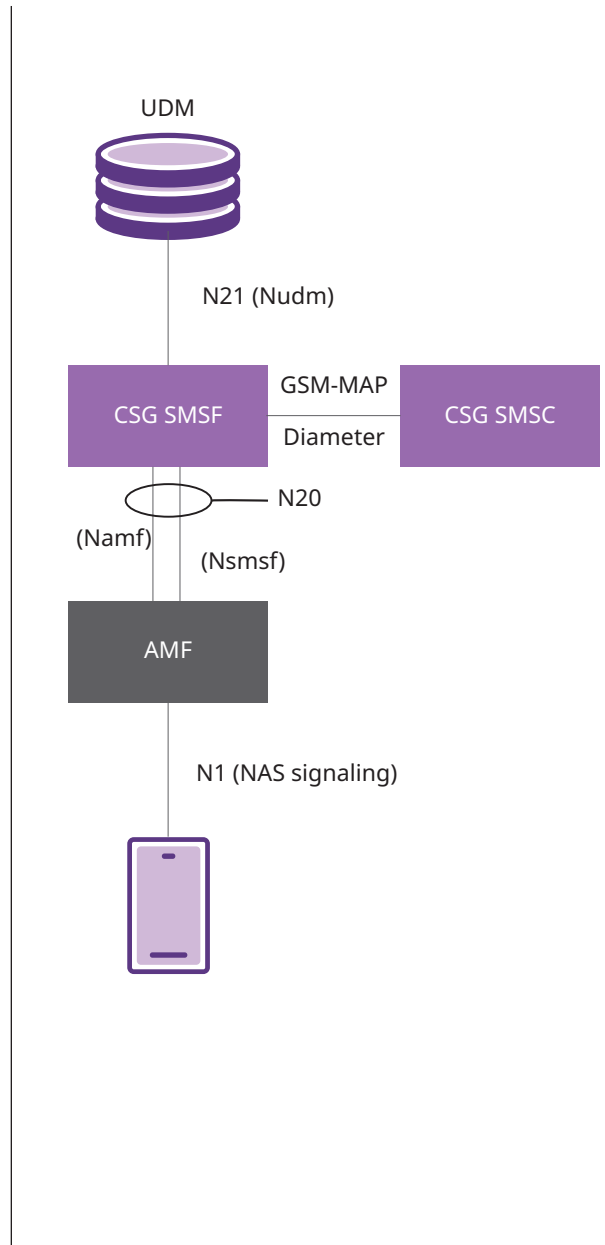 UDM
N21 (Nudm)
GSM-MAP
CSG SMSF
CSG SMSC
Diameter
N20
(Namf)
(Nsmsf)
AMF
N1 (NAS signaling)